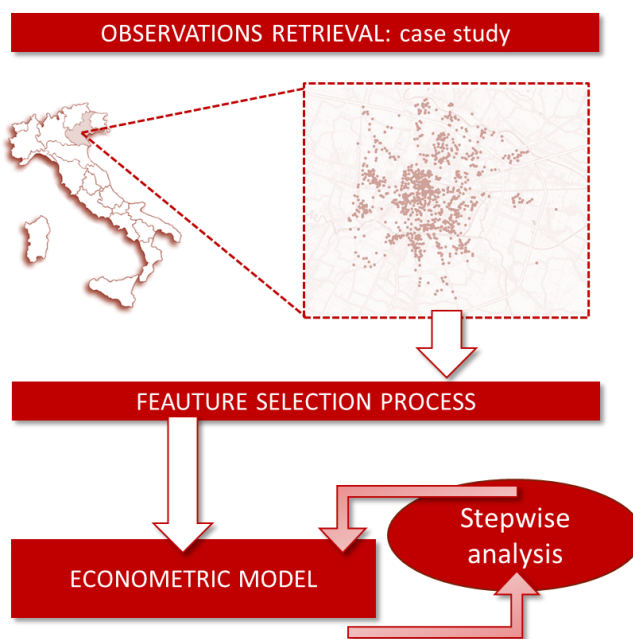 OBSERVATIONS RETRIEVAL: case study
FEAUTURE SELECTION PROCESS
Stepwise
analysis
ECONOMETRIC MODEL